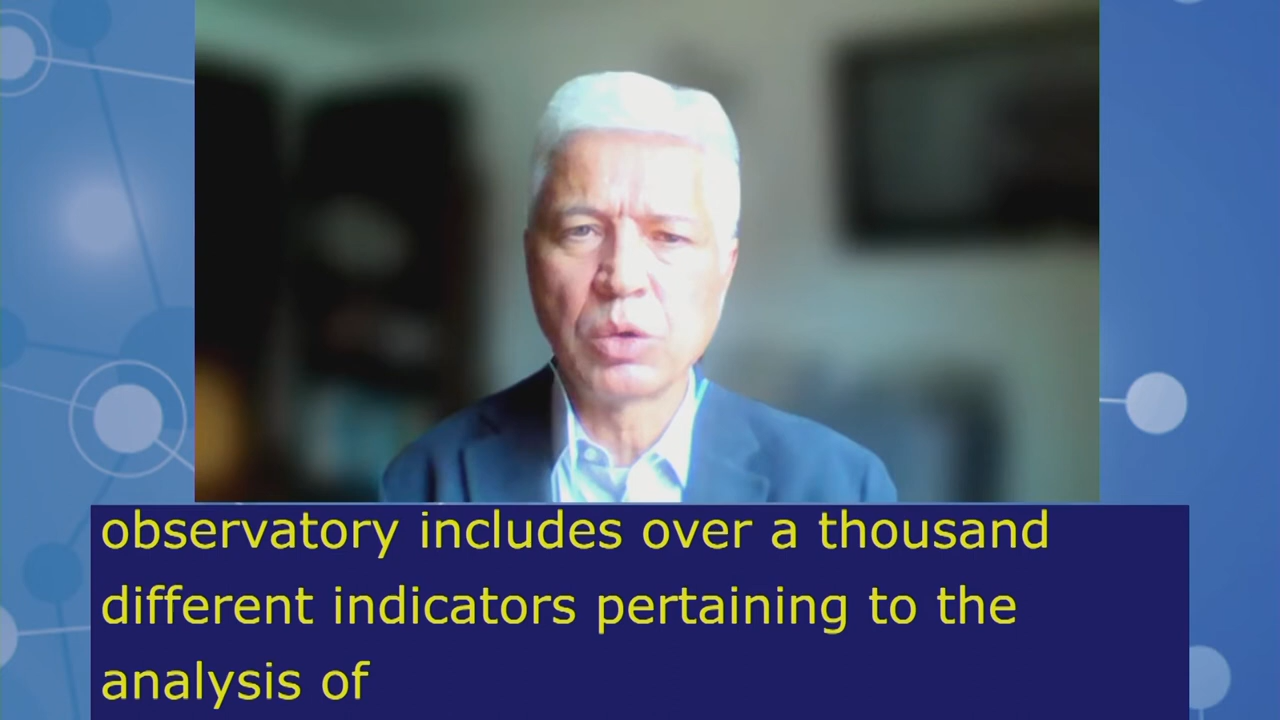 observatory includes over a thousand
different indicators pertaining to the
analysis of